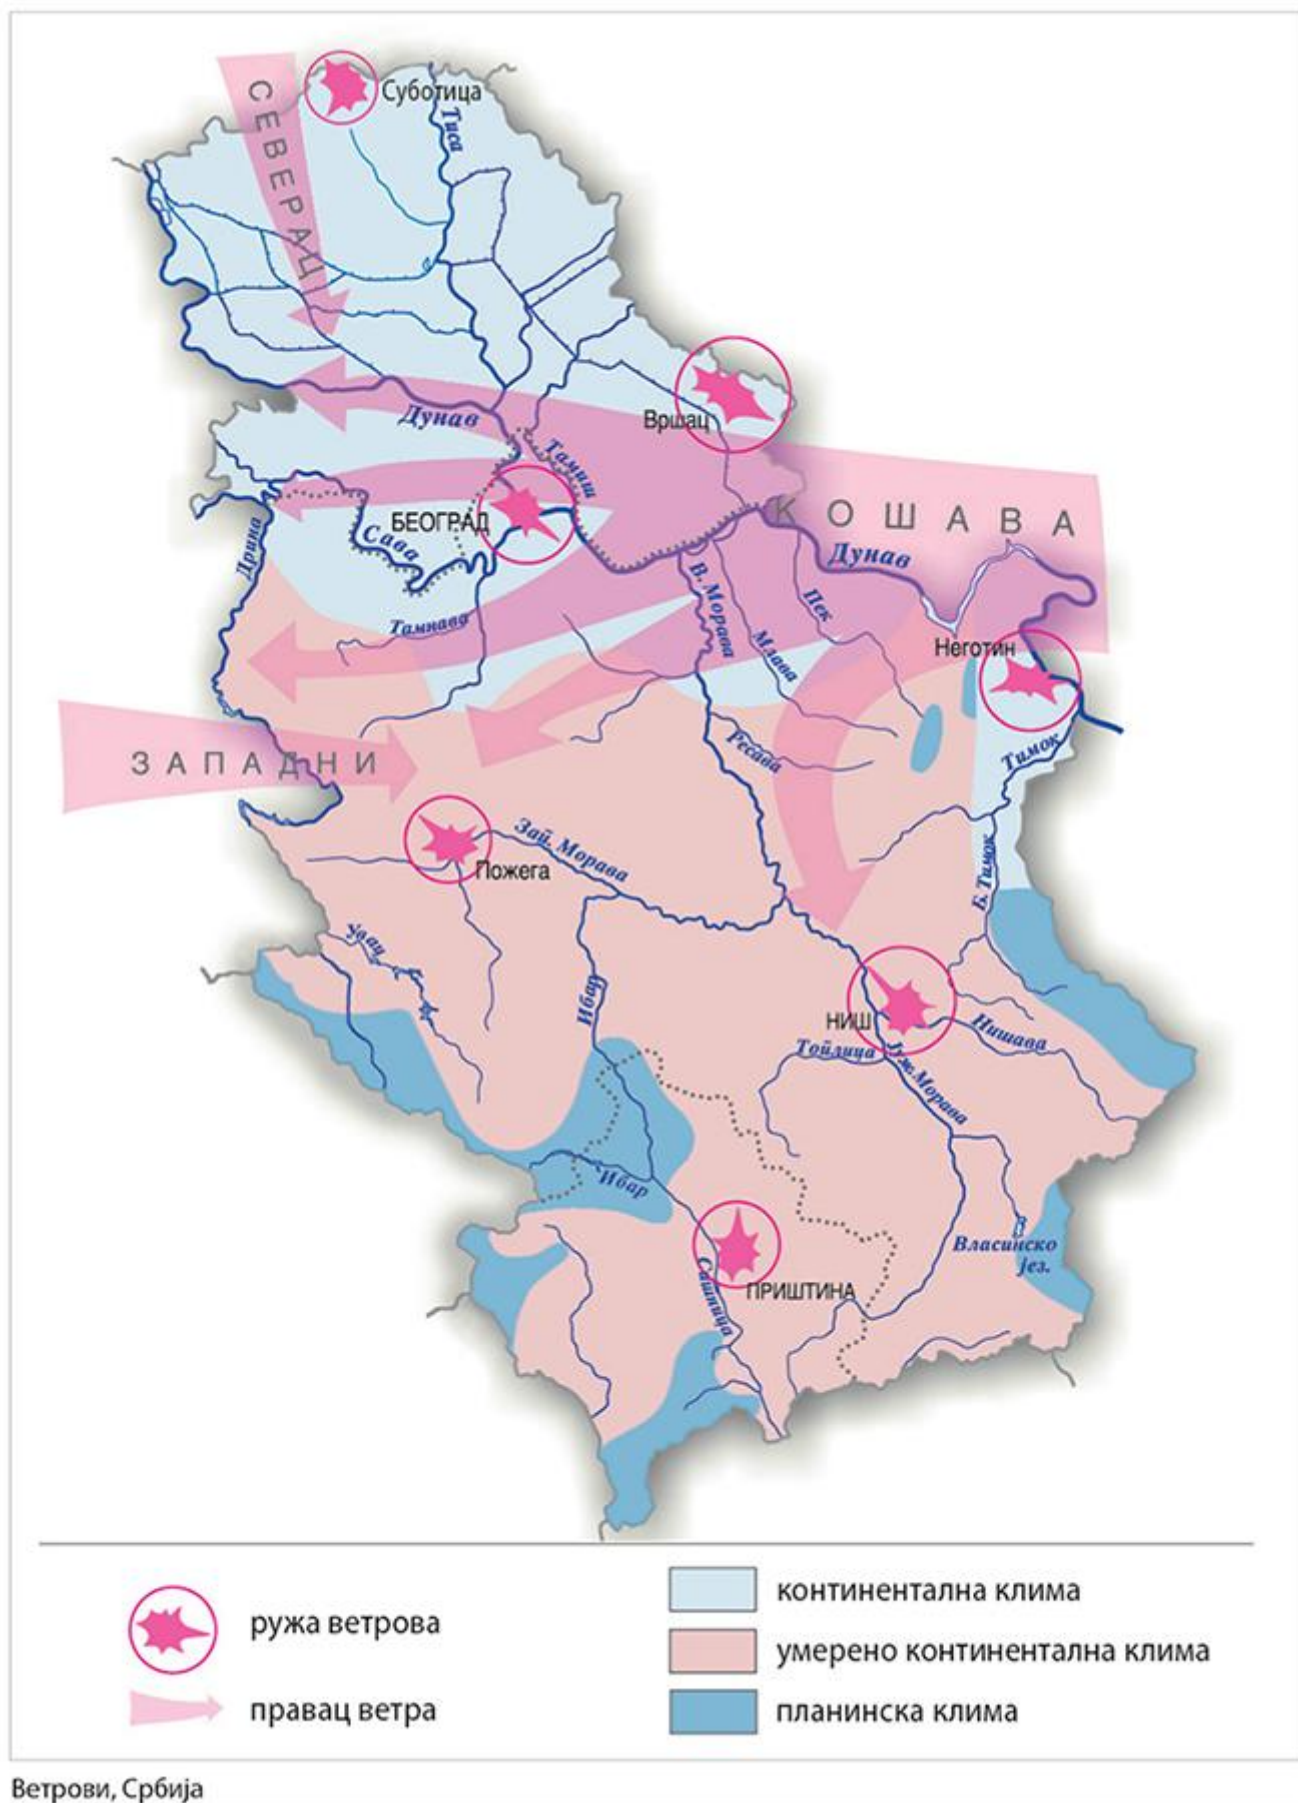 СЕВЕРАЦ
Суботица
Тиса
Вршац
Дунав
Тамиш
КОШАВА
БЕОГРАД
Сава
Дрина
Дунав
В. Морава
Пек
Млава
Тамнава
Неготин
ЗАПАДНИ
Ресава
Тимок
Зап. Морава
Пожега
Б. Тимок
Увац
Ибар
НИШ
Нишава
Топлица
Јуж. Морава
Ибар
Власинско
јез.
Ситница
ПРИШТИНА
ружа ветрова
правац ветра
континентална клима
умерено континентална клима
планинска клима
Ветрови, Србија